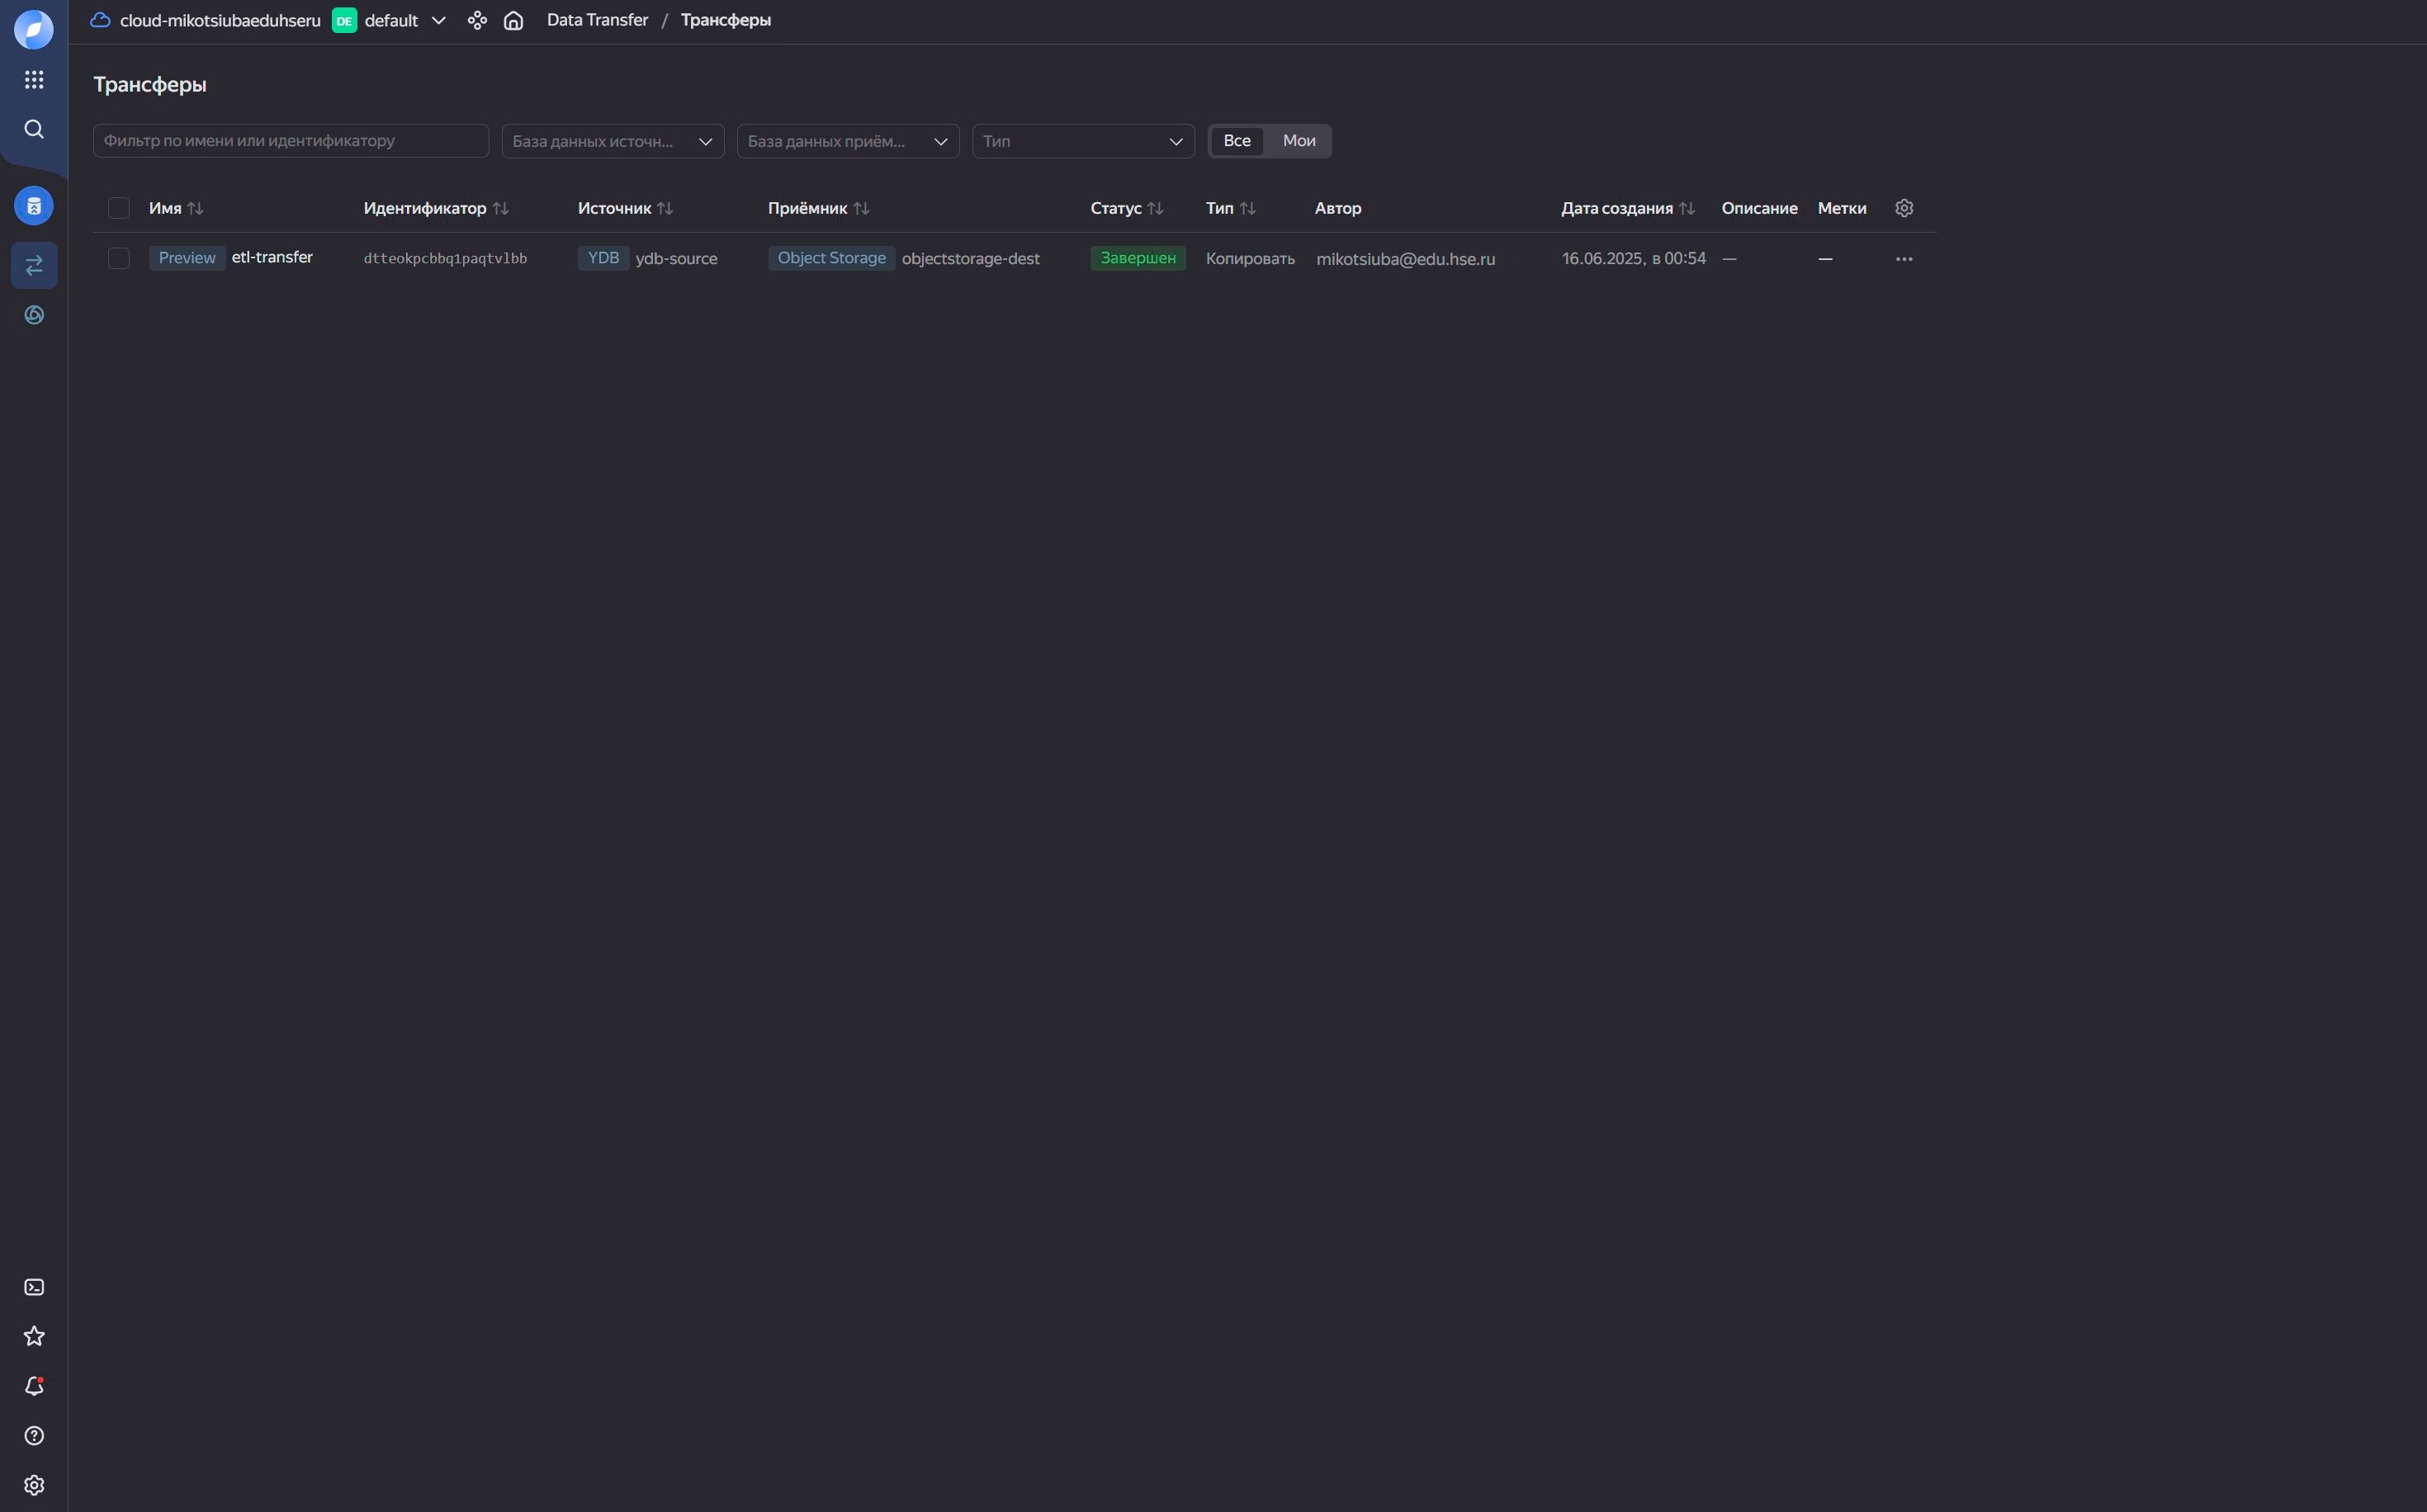 cloud-mikotsiubaeduhseru DE default Data Transfer / Трансферы
Трансферы
Фильтр по имени или идентификатору База данных источн... База данных приём... Тип Все Мои
Имя Идентификатор Источник Приёмник Статус Тип Автор Дата создания Описание Метки
Preview etl-transfer dtteokpcbbq1paqtvlbb YDB ydb-source Object Storage objectstorage-dest Завершен Копировать mikotsiuba@edu.hse.ru 16.06.2025, в 00:54 — —